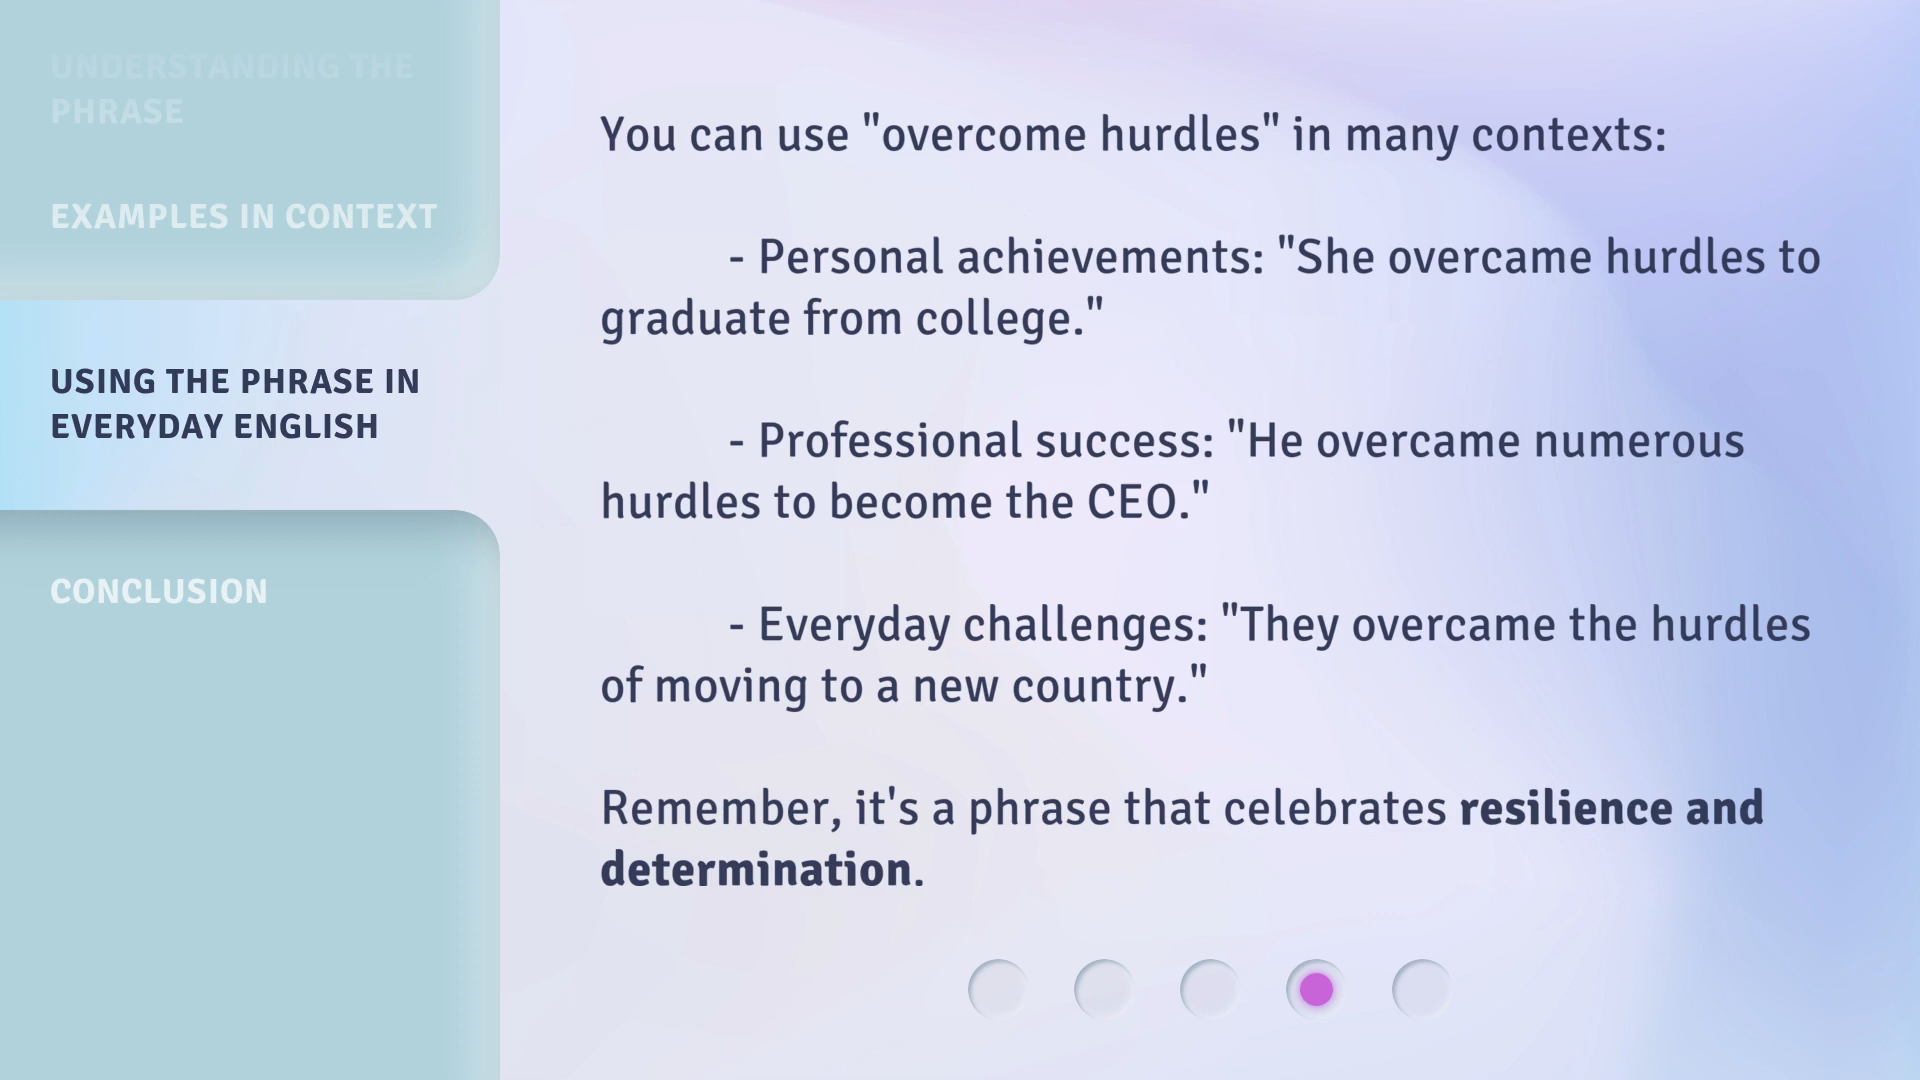 UNDERSTANDING THE
PHRASE
EXAMPLES IN CONTEXT
USING THE PHRASE IN
EVERYDAY ENGLISH
CONCLUSION
You can use "overcome hurdles" in many contexts:
- Personal achievements: "She overcame hurdles to
graduate from college."
- Professional success: "He overcame numerous
hurdles to become the CEO."
- Everyday challenges: "They overcame the hurdles
of moving to a new country."
Remember, it's a phrase that celebrates resilience and
determination.